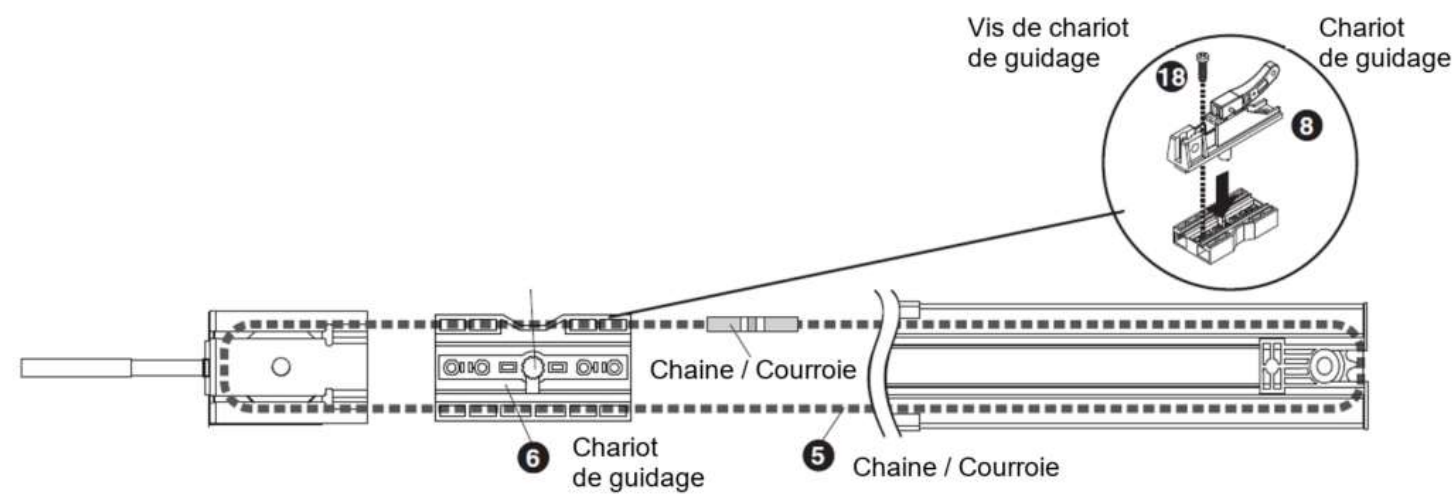 Vis de chariot
de guidage
Chariot
de guidage
18
8
Chaine / Courroie
6
Chariot
de guidage
5
Chaine / Courroie